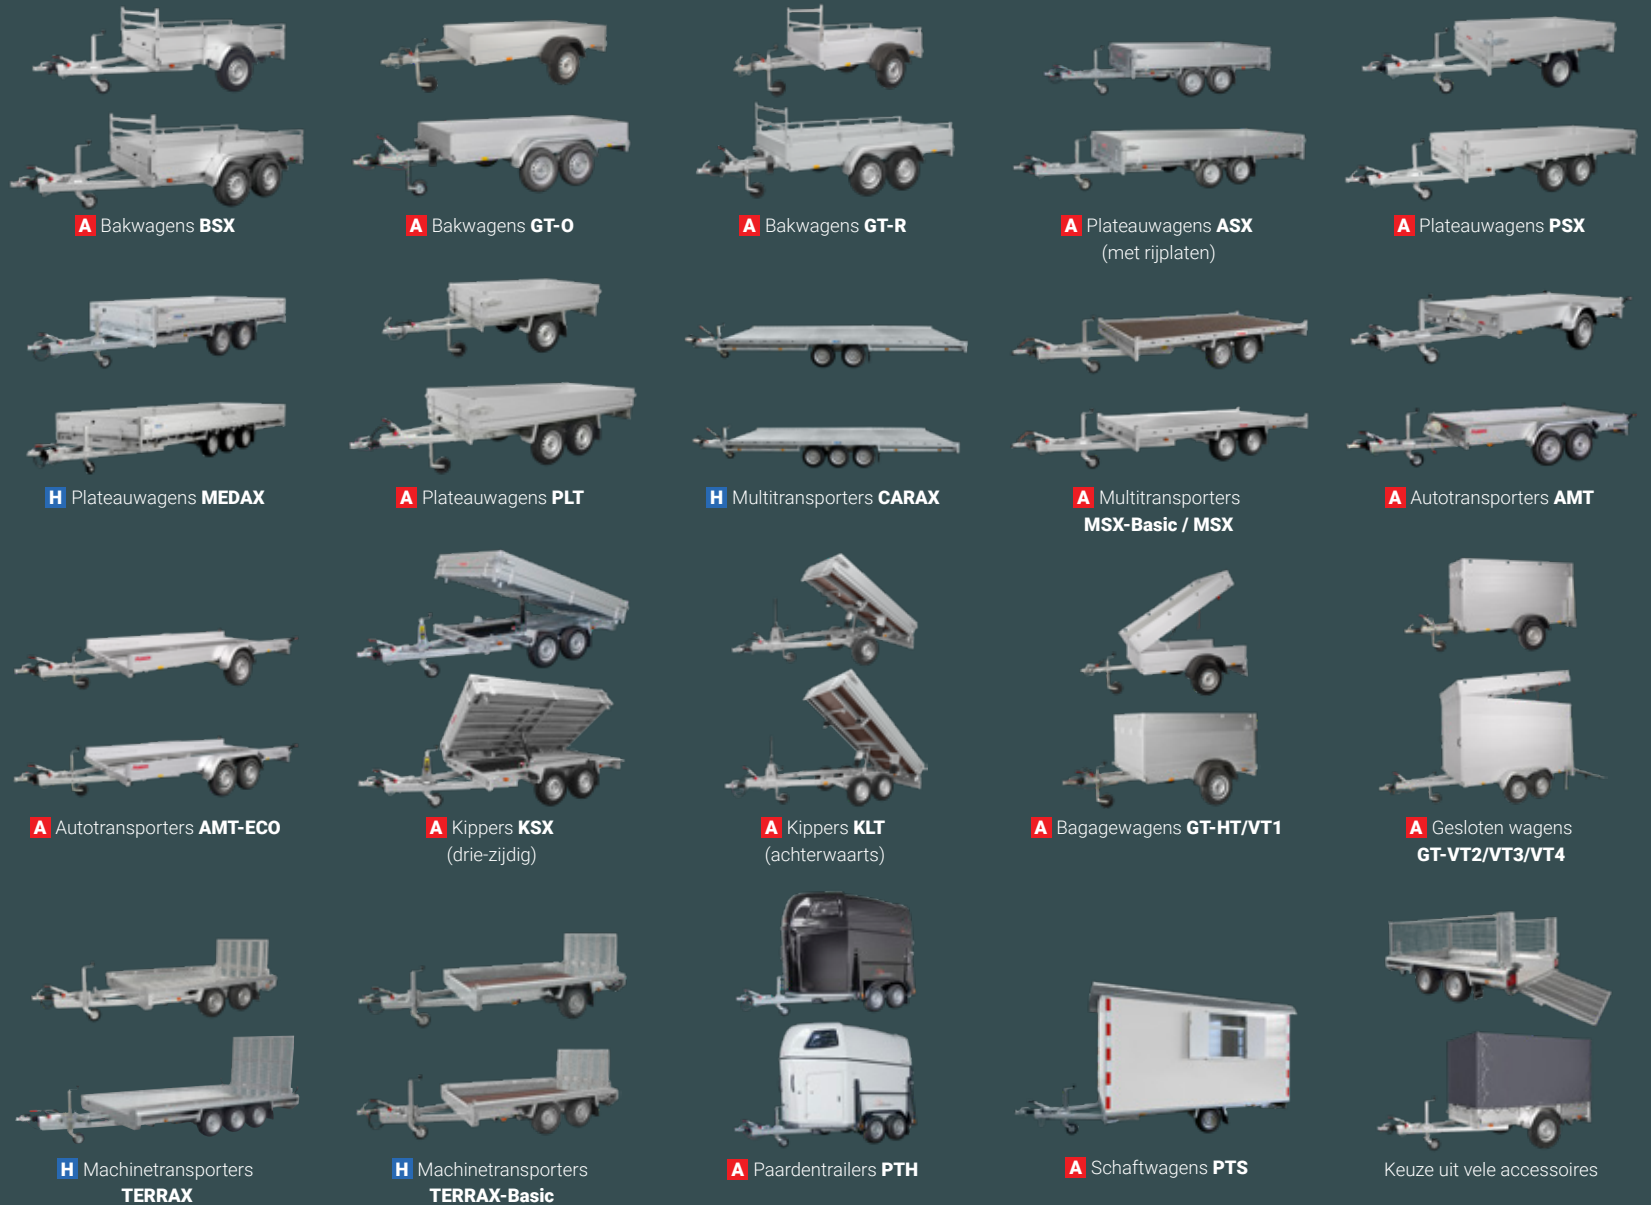 A Bakwagens BSX
A Bakwagens GT-O
A Bakwagens GT-R
A Plateauwagens ASX
(met rijplaten)
A Plateauwagens PSX
H Plateauwagens MEDAX
A Plateauwagens PLT
H Multitransporters CARAX
A Multitransporters
MSX-Basic / MSX
A Autotransporters AMT
A Autotransporters AMT-ECO
A Kippers KSX
(drie-zijdig)
A Kippers KLT
(achterwaarts)
A Bagagewagens GT-HT/VT1
A Gesloten wagens
GT-VT2/VT3/VT4
H Machinetransporters
TERRAX
H Machinetransporters
TERRAX-Basic
A Paardentrailers PTH
A Schaftwagens PTS
Keuze uit vele accessoires